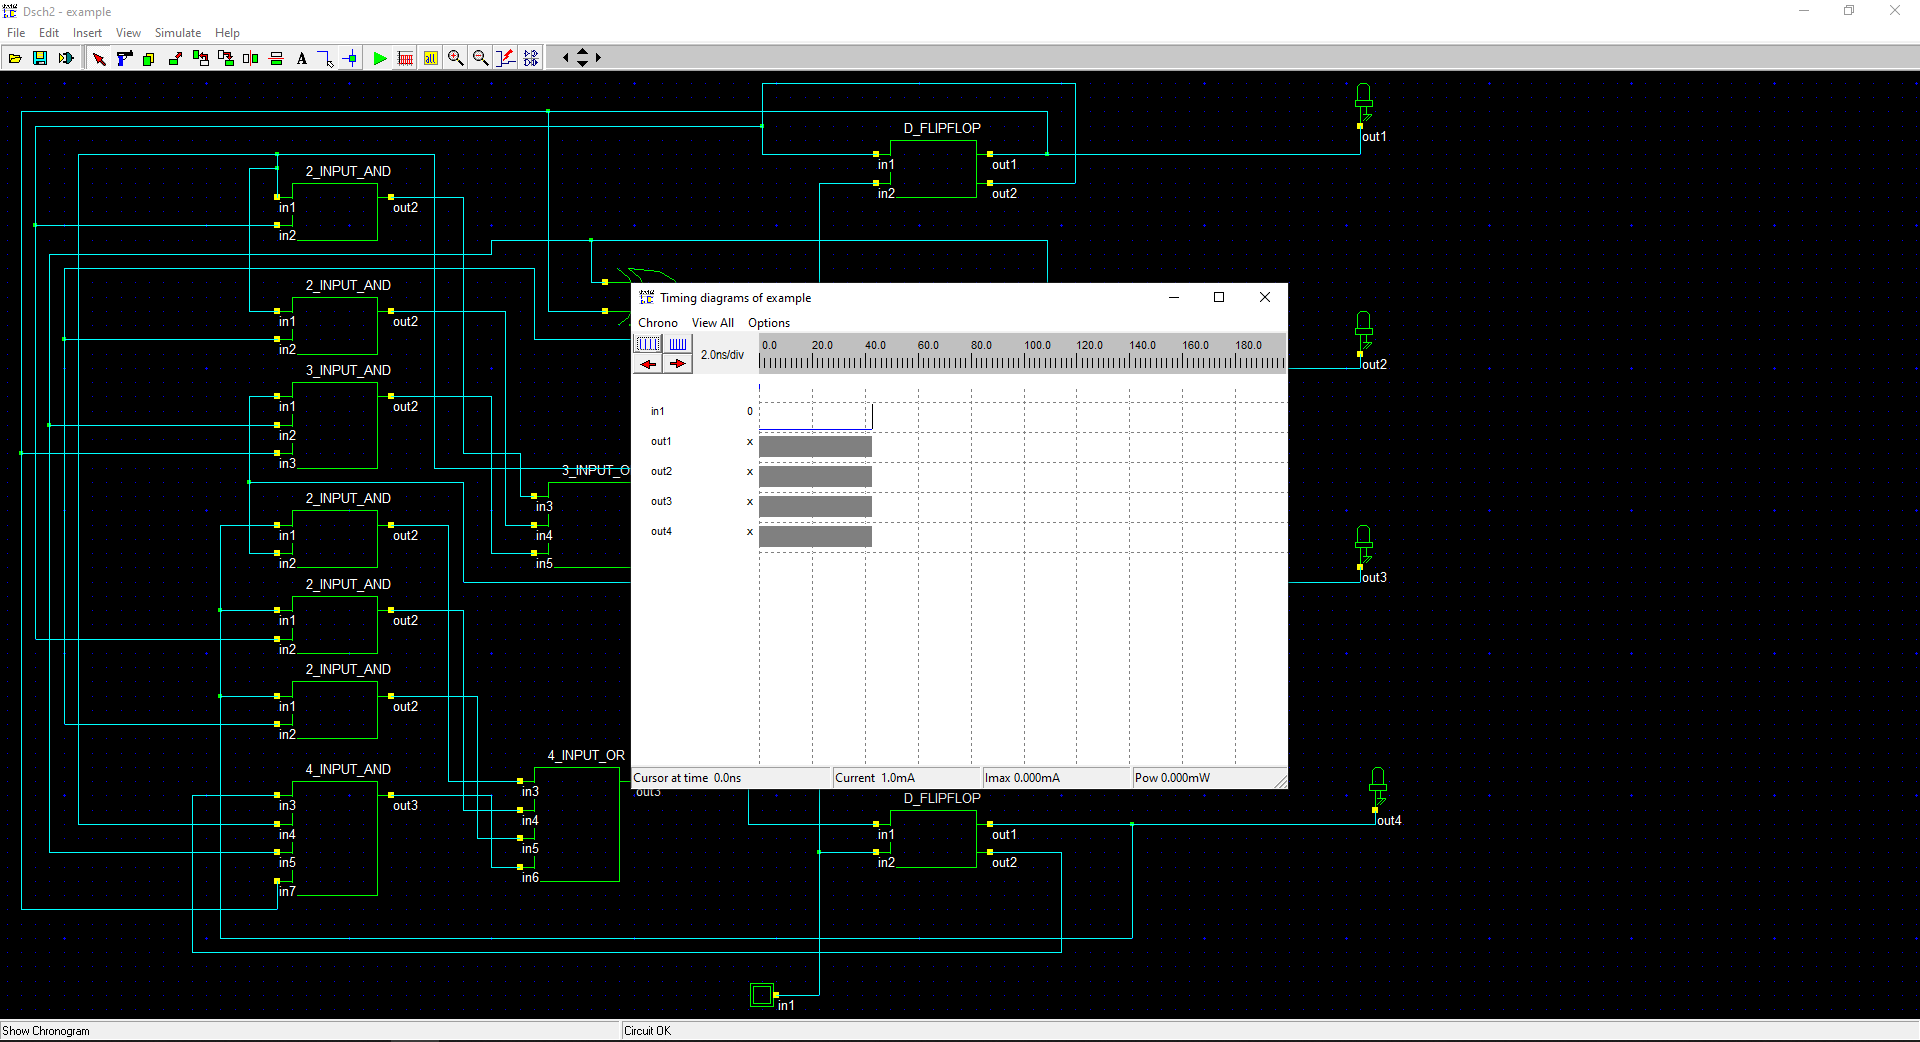 Dsch2 - example
File Edit Insert View Simulate Help
A
all
D_FLIPFLOP
in1
in2
out1
out2
out1
2_INPUT_AND
in1
in2
out2
2_INPUT_AND
in1
in2
out2
3_INPUT_AND
in1
in2
in3
out2
2_INPUT_AND
in1
in2
out2
2_INPUT_AND
in1
in2
out2
2_INPUT_AND
in1
in2
out2
4_INPUT_AND
in3
in4
in5
in7
out3
3_INPUT_O
in3
in4
in5
4_INPUT_OR
in3
in4
in5
in6
out3
Timing diagrams of example
Chrono View All Options
2.0ns/div
0.0 20.0 40.0 60.0 80.0 100.0 120.0 140.0 160.0 180.0
in1 0
out1 x
out2 x
out3 x
out4 x
Cursor at time 0.0ns Current 1.0mA Imax 0.000mA Pow 0.000mW
out2
out3
D_FLIPFLOP
in1
in2
out1
out2
out4
in1
Show Chronogram Circuit OK